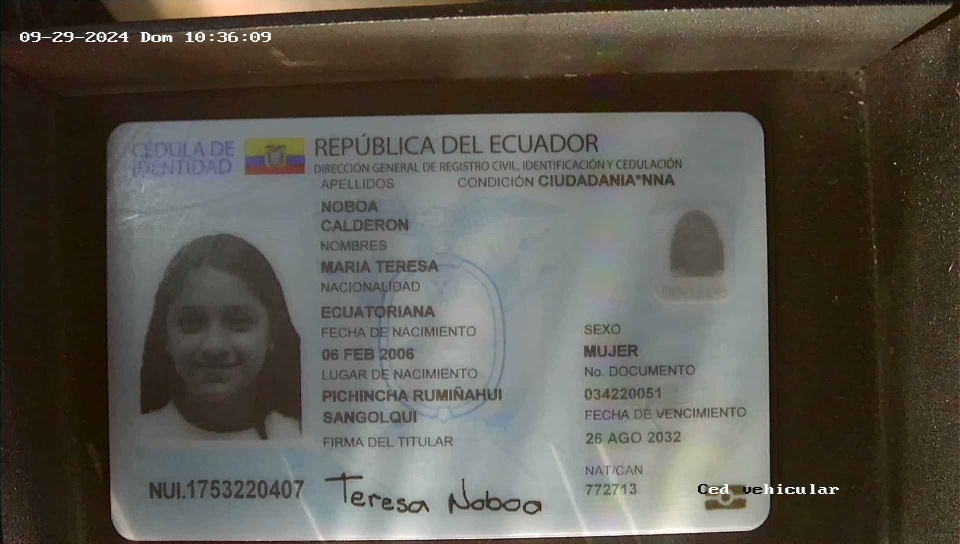 09-29-2024 Dom 10:36:09
CÉDULA DE
IDENTIDAD
REPÚBLICA DEL ECUADOR
DIRECCIÓN GENERAL DE REGISTRO CIVIL, IDENTIFICACIÓN Y CEDULACIÓN
APELLIDOS
CONDICIÓN CIUDADANIA*NNA
NOBOA
CALDERON
NOMBRES
MARIA TERESA
NACIONALIDAD
ECUATORIANA
FECHA DE NACIMIENTO
06 FEB 2006
LUGAR DE NACIMIENTO
PICHINCHA RUMIÑAHUI
SANGOLQUI
FIRMA DEL TITULAR
SEXO
MUJER
No. DOCUMENTO
034220051
FECHA DE VENCIMIENTO
26 AGO 2032
NAT/CAN
772713
NUI.1753220407
Teresa Noboa
Ced vehicular